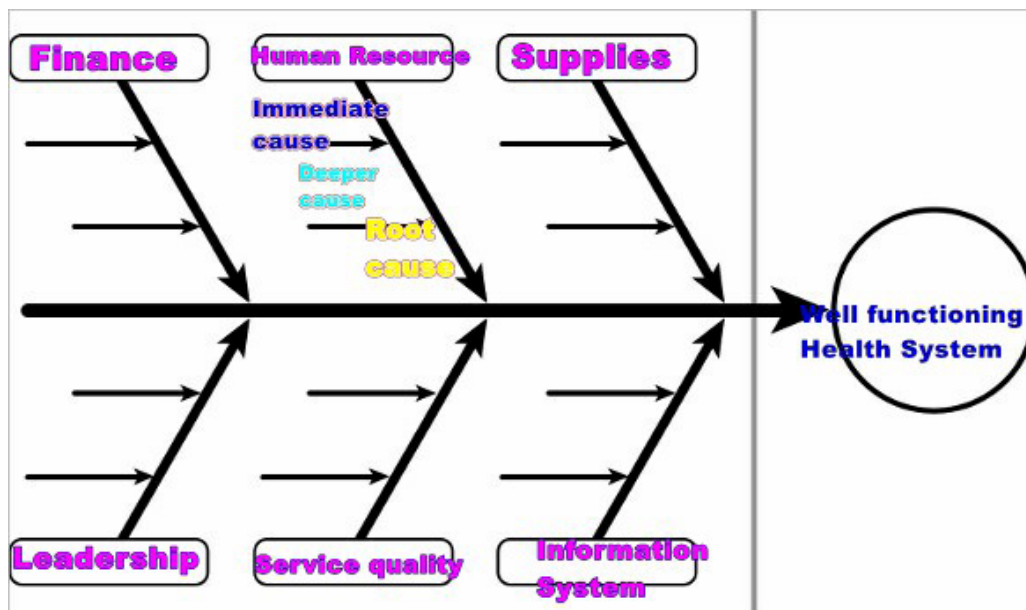 Finance
Human Resource
Supplies
Immediate
cause
Deeper
cause
Root
cause
Well functioning
Health System
Leadership
Service quality
Information
System